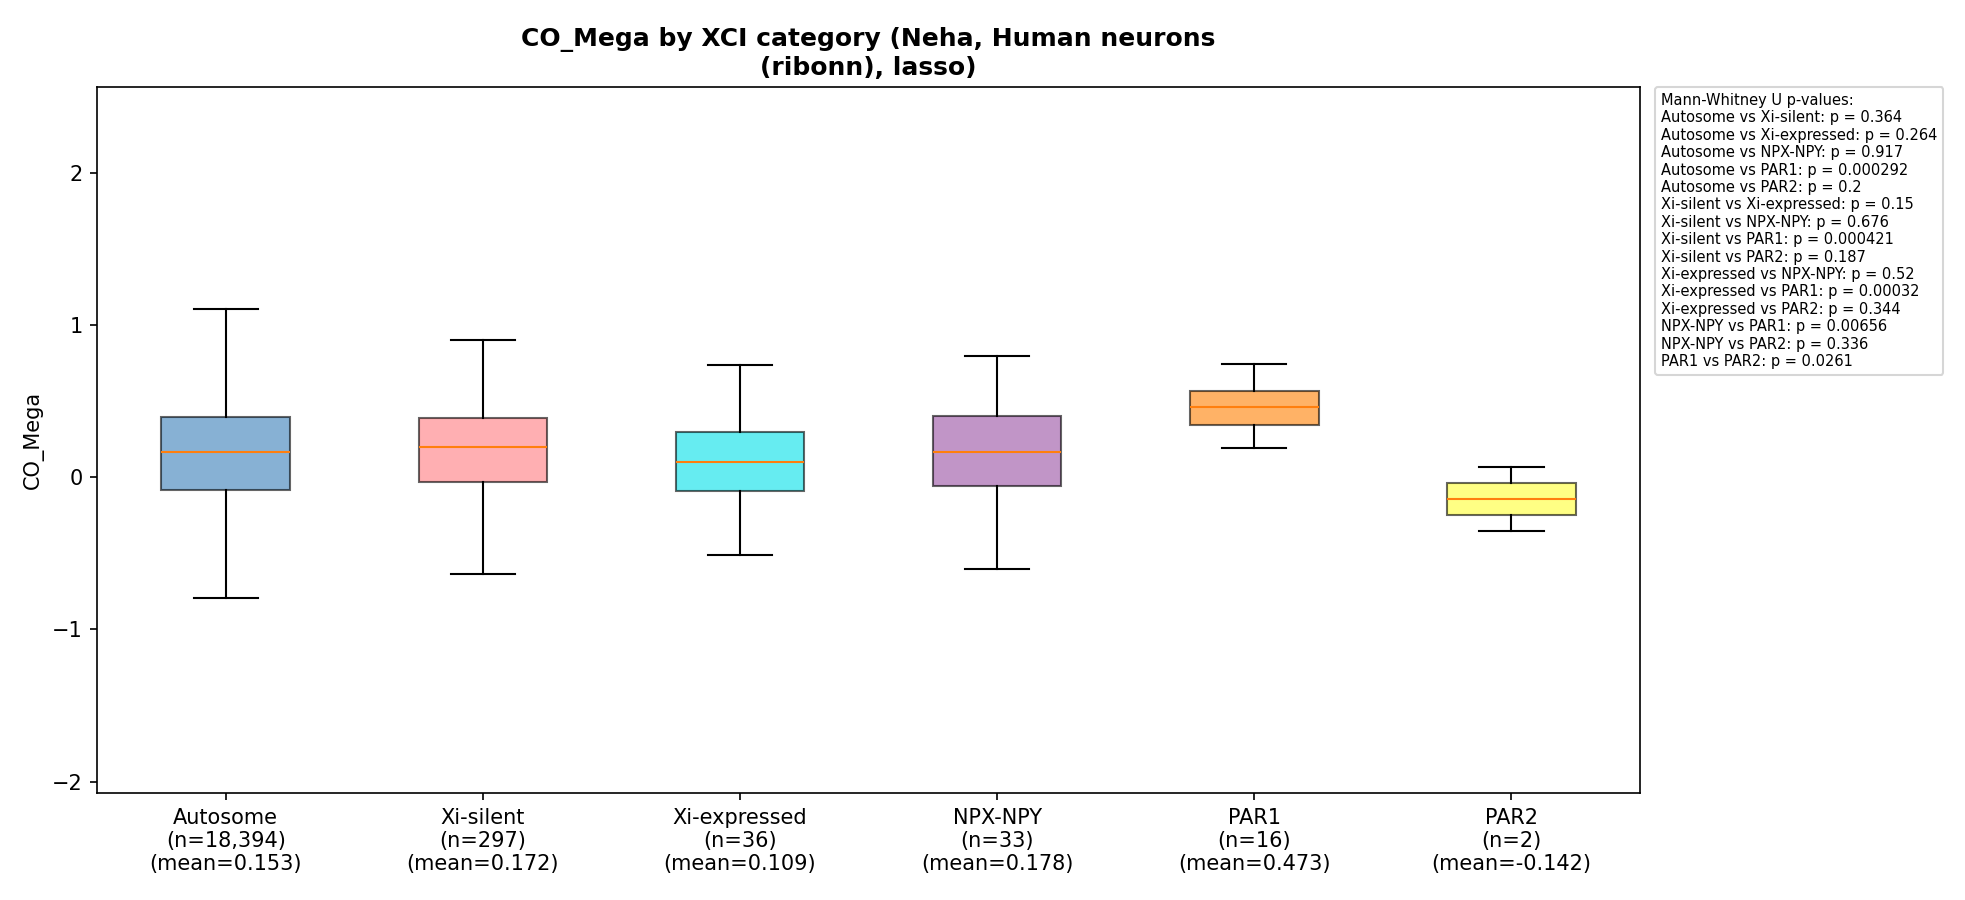 CO_Mega by XCI category (Neha, Human neurons
(ribonn), lasso)
CO_Mega
2
1
0
−1
−2
Autosome
(n=18,394)
(mean=0.153)
Xi-silent
(n=297)
(mean=0.172)
Xi-expressed
(n=36)
(mean=0.109)
NPX-NPY
(n=33)
(mean=0.178)
PAR1
(n=16)
(mean=0.473)
PAR2
(n=2)
(mean=-0.142)
Mann-Whitney U p-values:
Autosome vs Xi-silent: p = 0.364
Autosome vs Xi-expressed: p = 0.264
Autosome vs NPX-NPY: p = 0.917
Autosome vs PAR1: p = 0.000292
Autosome vs PAR2: p = 0.2
Xi-silent vs Xi-expressed: p = 0.15
Xi-silent vs NPX-NPY: p = 0.676
Xi-silent vs PAR1: p = 0.000421
Xi-silent vs PAR2: p = 0.187
Xi-expressed vs NPX-NPY: p = 0.52
Xi-expressed vs PAR1: p = 0.00032
Xi-expressed vs PAR2: p = 0.344
NPX-NPY vs PAR1: p = 0.00656
NPX-NPY vs PAR2: p = 0.336
PAR1 vs PAR2: p = 0.0261